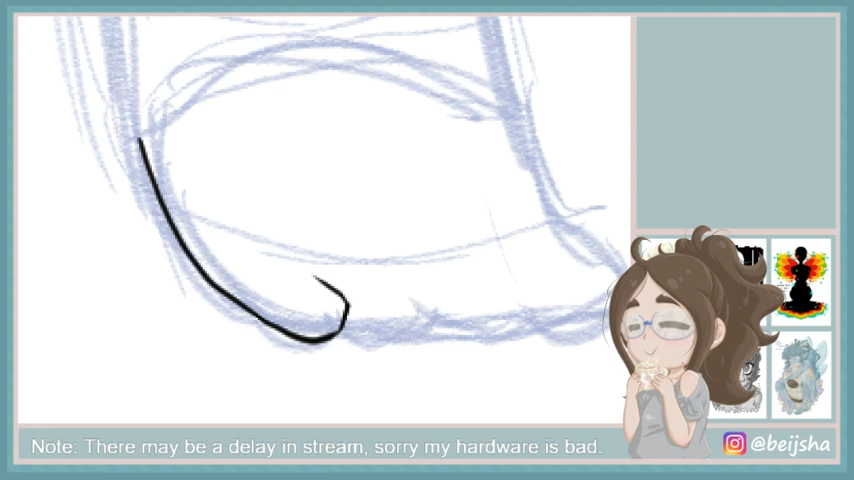 Note: There may be a delay in stream, sorry my hardware is bad.
@beijsha